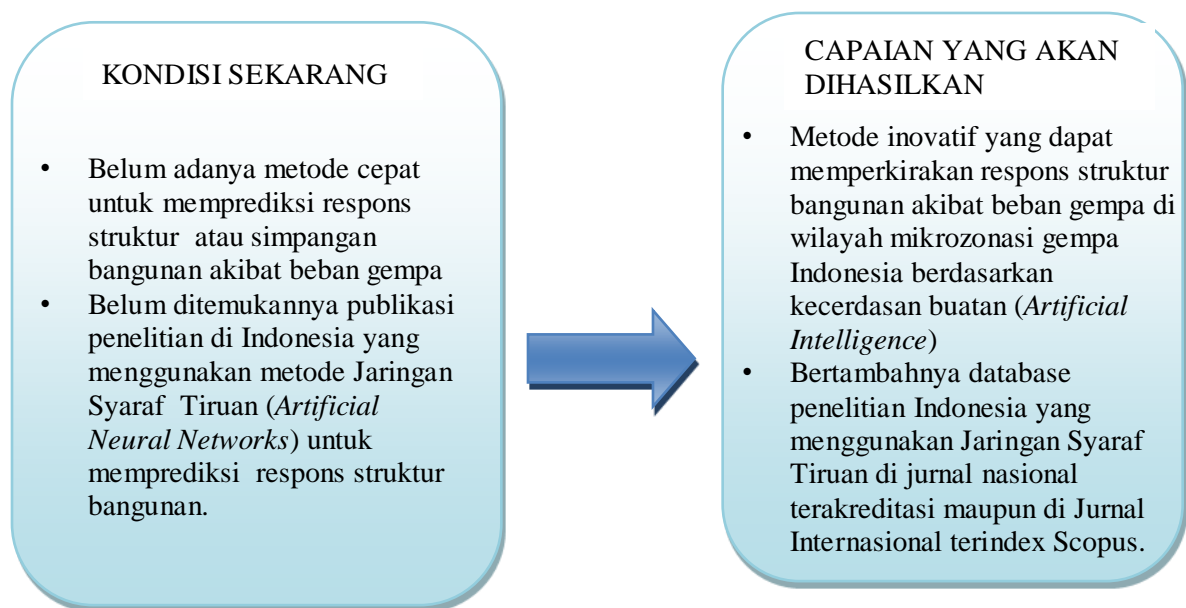 KONDISI SEKARANG
• Belum adanya metode cepat
untuk memprediksi respons
struktur atau simpangan
bangunan akibat beban gempa
• Belum ditemukannya publikasi
penelitian di Indonesia yang
menggunakan metode Jaringan
Syaraf Tiruan (Artificial
Neural Networks) untuk
memprediksi respons struktur
bangunan.
CAPAIAN YANG AKAN
DIHASILKAN
• Metode inovatif yang dapat
memperkirakan respons struktur
bangunan akibat beban gempa di
wilayah mikrozonasi gempa
Indonesia berdasarkan
kecerdasan buatan (Artificial
Intelligence)
• Bertambahnya database
penelitian Indonesia yang
menggunakan Jaringan Syaraf
Tiruan di jurnal nasional
terakreditasi maupun di Jurnal
Internasional terindex Scopus.